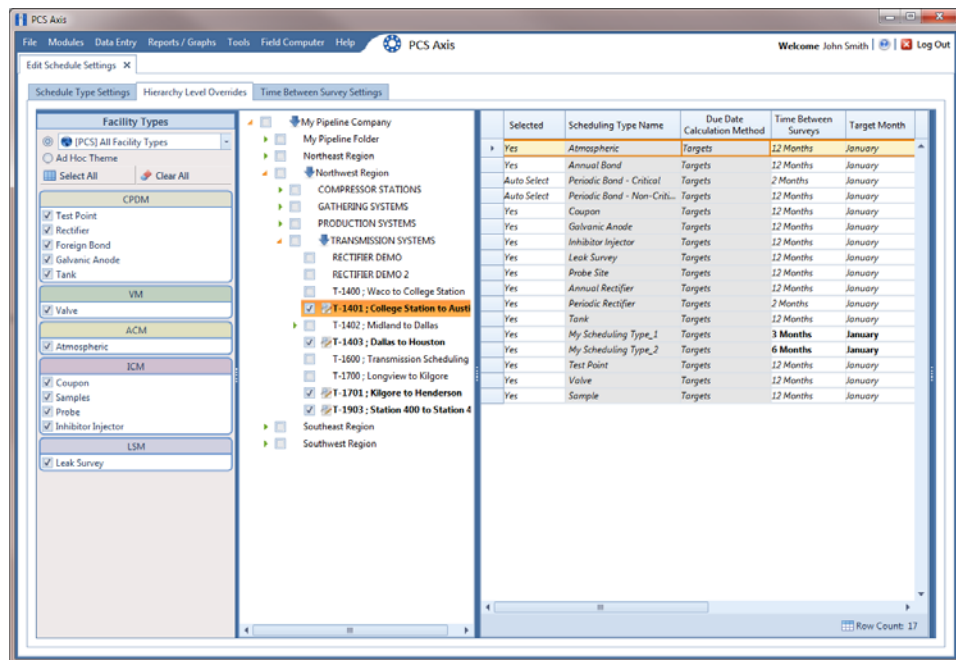 PCS Axis
File Modules Data Entry Reports / Graphs Tools Field Computer Help PCS Axis Welcome John Smith Log Out
Edit Schedule Settings
Schedule Type Settings Hierarchy Level Overrides Time Between Survey Settings
Facility Types
[PCS] All Facility Types
Ad Hoc Theme
Select All Clear All
CPDM
Test Point
Rectifier
Foreign Bond
Galvanic Anode
Tank
VM
Valve
ACM
Atmospheric
ICM
Coupon
Samples
Probe
Inhibitor Injector
LSM
Leak Survey
My Pipeline Company
My Pipeline Folder
Northeast Region
Northwest Region
COMPRESSOR STATIONS
GATHERING SYSTEMS
PRODUCTION SYSTEMS
TRANSMISSION SYSTEMS
RECTIFIER DEMO
RECTIFIER DEMO 2
T-1400 ; Waco to College Station
T-1401 ; College Station to Austi
T-1402 ; Midland to Dallas
T-1403 ; Dallas to Houston
T-1600 ; Transmission Scheduling
T-1700 ; Longview to Kilgore
T-1701 ; Kilgore to Henderson
T-1903 ; Station 400 to Station 4
Southeast Region
Southwest Region
Selected Scheduling Type Name Due Date Calculation Method Time Between Surveys Target Month
Yes Atmospheric Targets 12 Months January
Yes Annual Bond Targets 12 Months January
Auto Select Periodic Bond - Critical Targets 2 Months January
Auto Select Periodic Bond - Non-Criti... Targets 12 Months January
Yes Coupon Targets 12 Months January
Yes Galvanic Anode Targets 12 Months January
Yes Inhibitor Injector Targets 12 Months January
Yes Leak Survey Targets 12 Months January
Yes Probe Site Targets 12 Months January
Yes Annual Rectifier Targets 12 Months January
Yes Periodic Rectifier Targets 2 Months January
Yes Tank Targets 12 Months January
Yes My Scheduling Type_1 Targets 3 Months January
Yes My Scheduling Type_2 Targets 6 Months January
Yes Test Point Targets 12 Months January
Yes Valve Targets 12 Months January
Yes Sample Targets 12 Months January
Row Count: 17